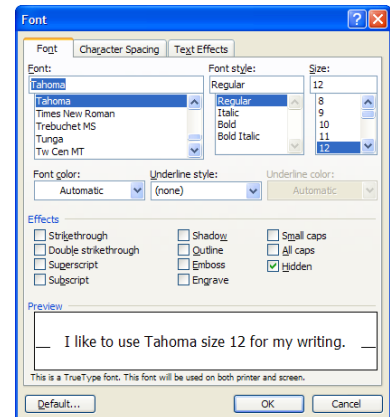 Font
Font Character Spacing Text Effects
Font: Font style: Size:
Tahoma Regular 12
Tahoma Regular 8
Times New Roman Italic 9
Trebuchet MS Bold 10
Tunga Bold Italic 11
Tw Cen MT 12
Font color: Underline style: Underline color:
Automatic (none) Automatic
Effects
Strikethrough Shadow Small caps
Double strikethrough Outline All caps
Superscript Emboss Hidden
Subscript Engrave
Preview
I like to use Tahoma size 12 for my writing.
This is a TrueType font. This font will be used on both printer and screen.
Default... OK Cancel